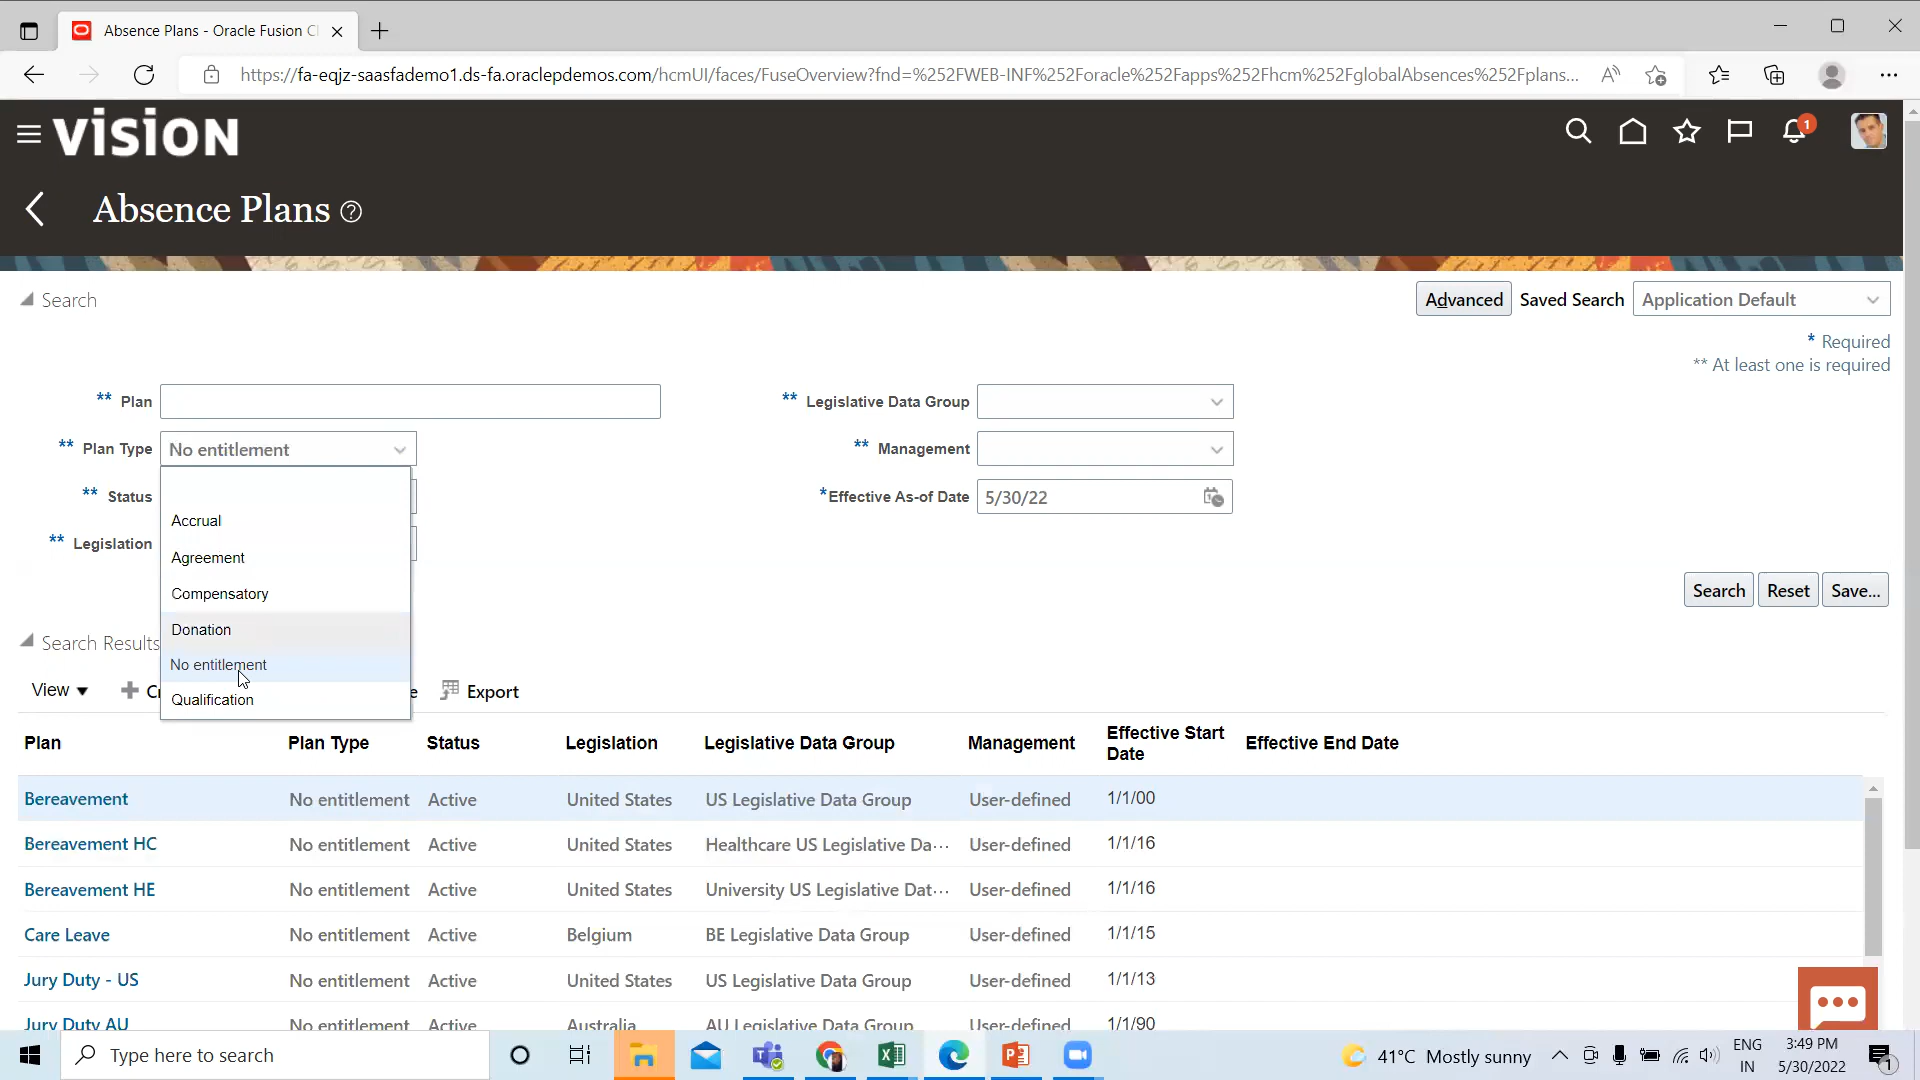 Absence Plans - Oracle Fusion Cl
https://fa-eqjz-saasfademo1.ds-fa.oraclepdemos.com/hcmUI/faces/FuseOverview?fnd=%252FWEB-INF%252Foracle%252Fapps%252Fhcm%252FglobalAbsences%252Fplans...
VISION
1
Absence Plans
Search
Advanced Saved Search Application Default
* Required
** At least one is required
** Plan
** Legislative Data Group
** Plan Type No entitlement
** Management
** Status
*Effective As-of Date 5/30/22
** Legislation
Accrual
Agreement
Compensatory
Donation
No entitlement
Qualification
Search Reset Save...
Search Results
View
Export
Plan Plan Type Status Legislation Legislative Data Group Management Effective Start Date Effective End Date
Bereavement No entitlement Active United States US Legislative Data Group User-defined 1/1/00
Bereavement HC No entitlement Active United States Healthcare US Legislative Da... User-defined 1/1/16
Bereavement HE No entitlement Active United States University US Legislative Dat... User-defined 1/1/16
Care Leave No entitlement Active Belgium BE Legislative Data Group User-defined 1/1/15
Jury Duty - US No entitlement Active United States US Legislative Data Group User-defined 1/1/13
Jury Duty AU No entitlement Active Australia AU Legislative Data Group User-defined 1/1/90
Type here to search
41°C Mostly sunny
ENG
IN
3:49 PM
5/30/2022
1